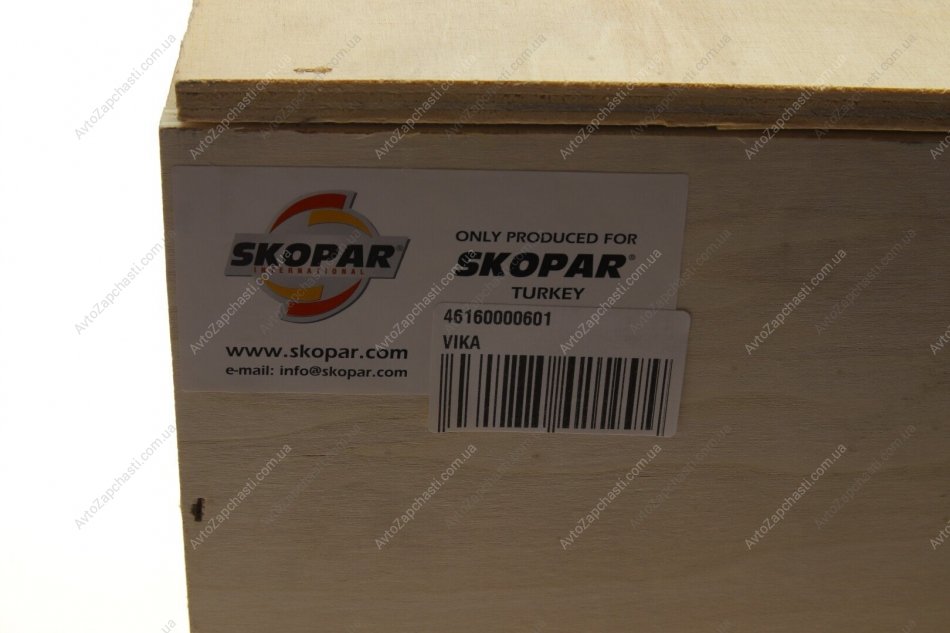 SKOPAR®
INTERNATIONAL
www.skopar.com
e-mail: info@skopar.com
ONLY PRODUCED FOR
SKOPAR®
TURKEY
46160000601
VIKA
AvtoZapchasti.com.ua